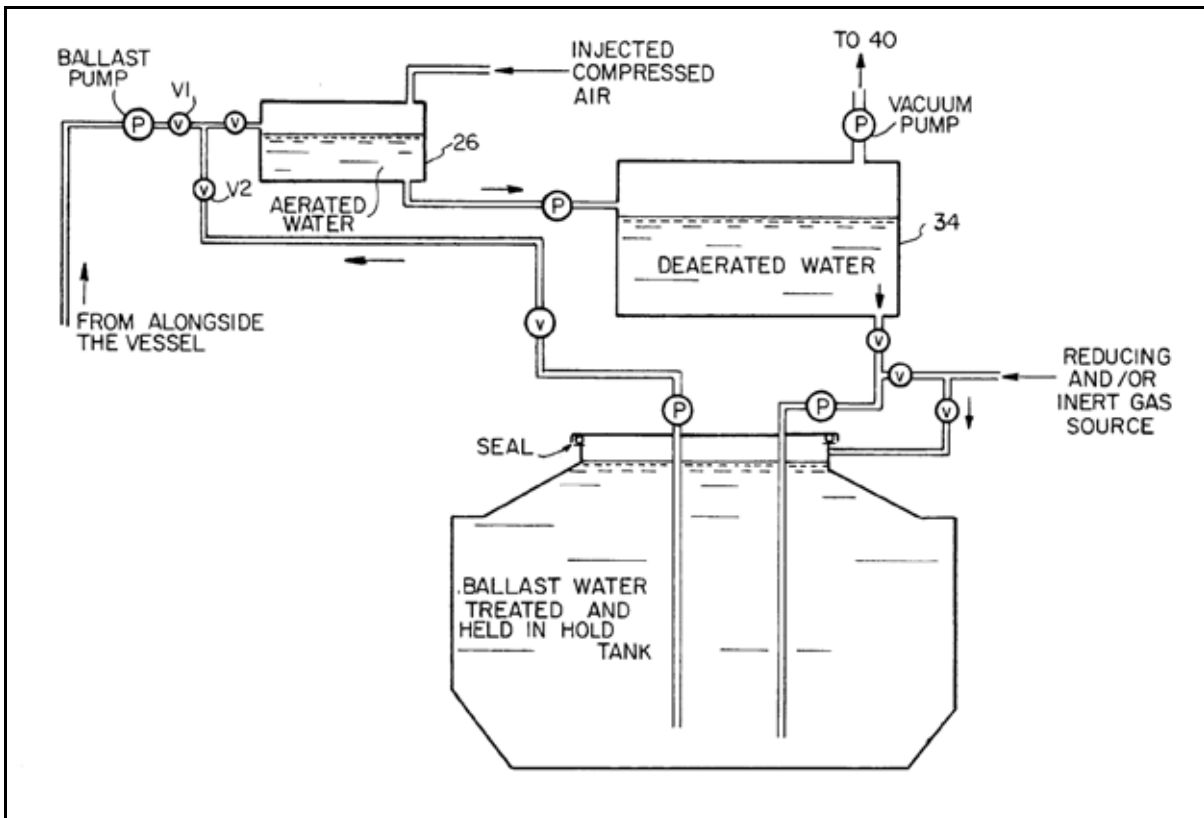 BALLAST
PUMP
V1
P
V
V
INJECTED
COMPRESSED
AIR
TO 40
P
VACUUM
PUMP
26
V2
V
AERATED
WATER
P
34
DEAERATED WATER
FROM ALONGSIDE
THE VESSEL
V
V
V
REDUCING
AND/OR
INERT GAS
SOURCE
P
P
V
SEAL
.BALLAST WATER
TREATED AND
HELD IN HOLD
TANK